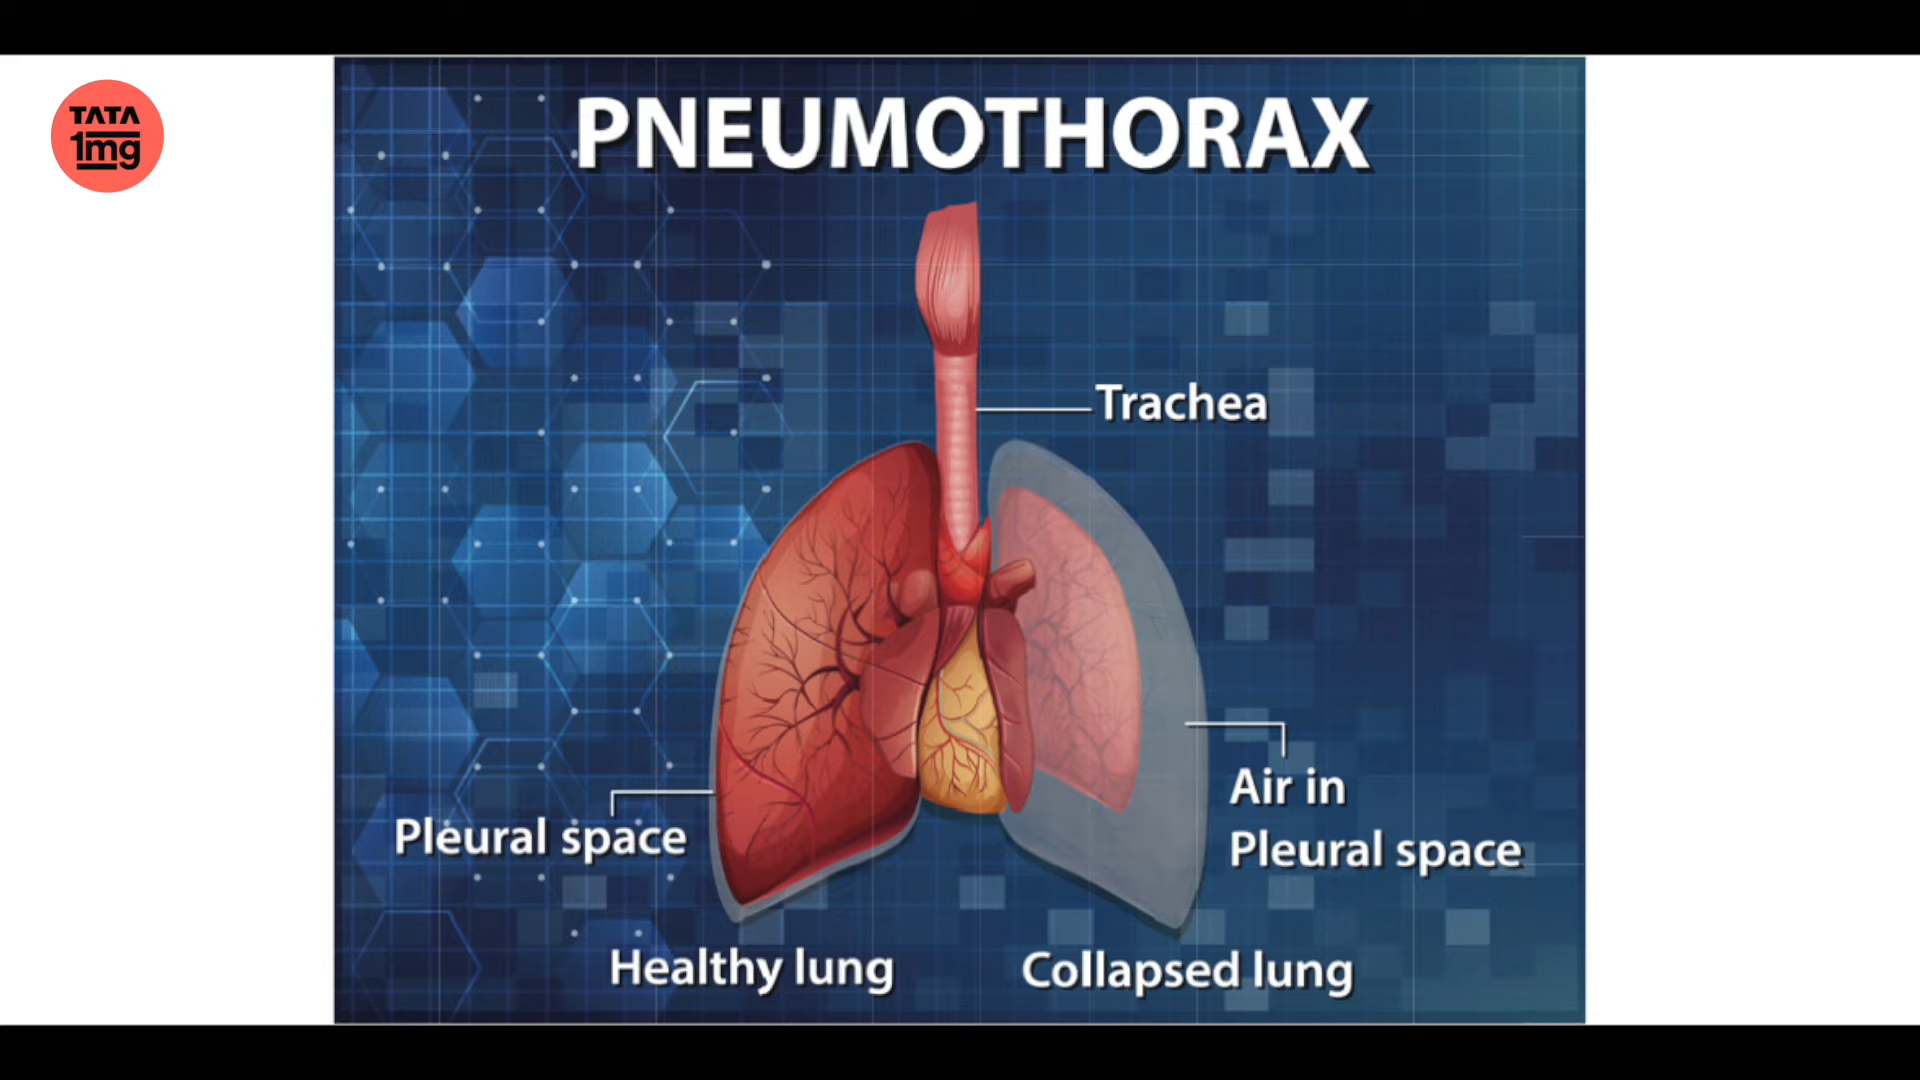 TATA
1mg
PNEUMOTHORAX
Trachea
Pleural space
Air in
Pleural space
Healthy lung
Collapsed lung